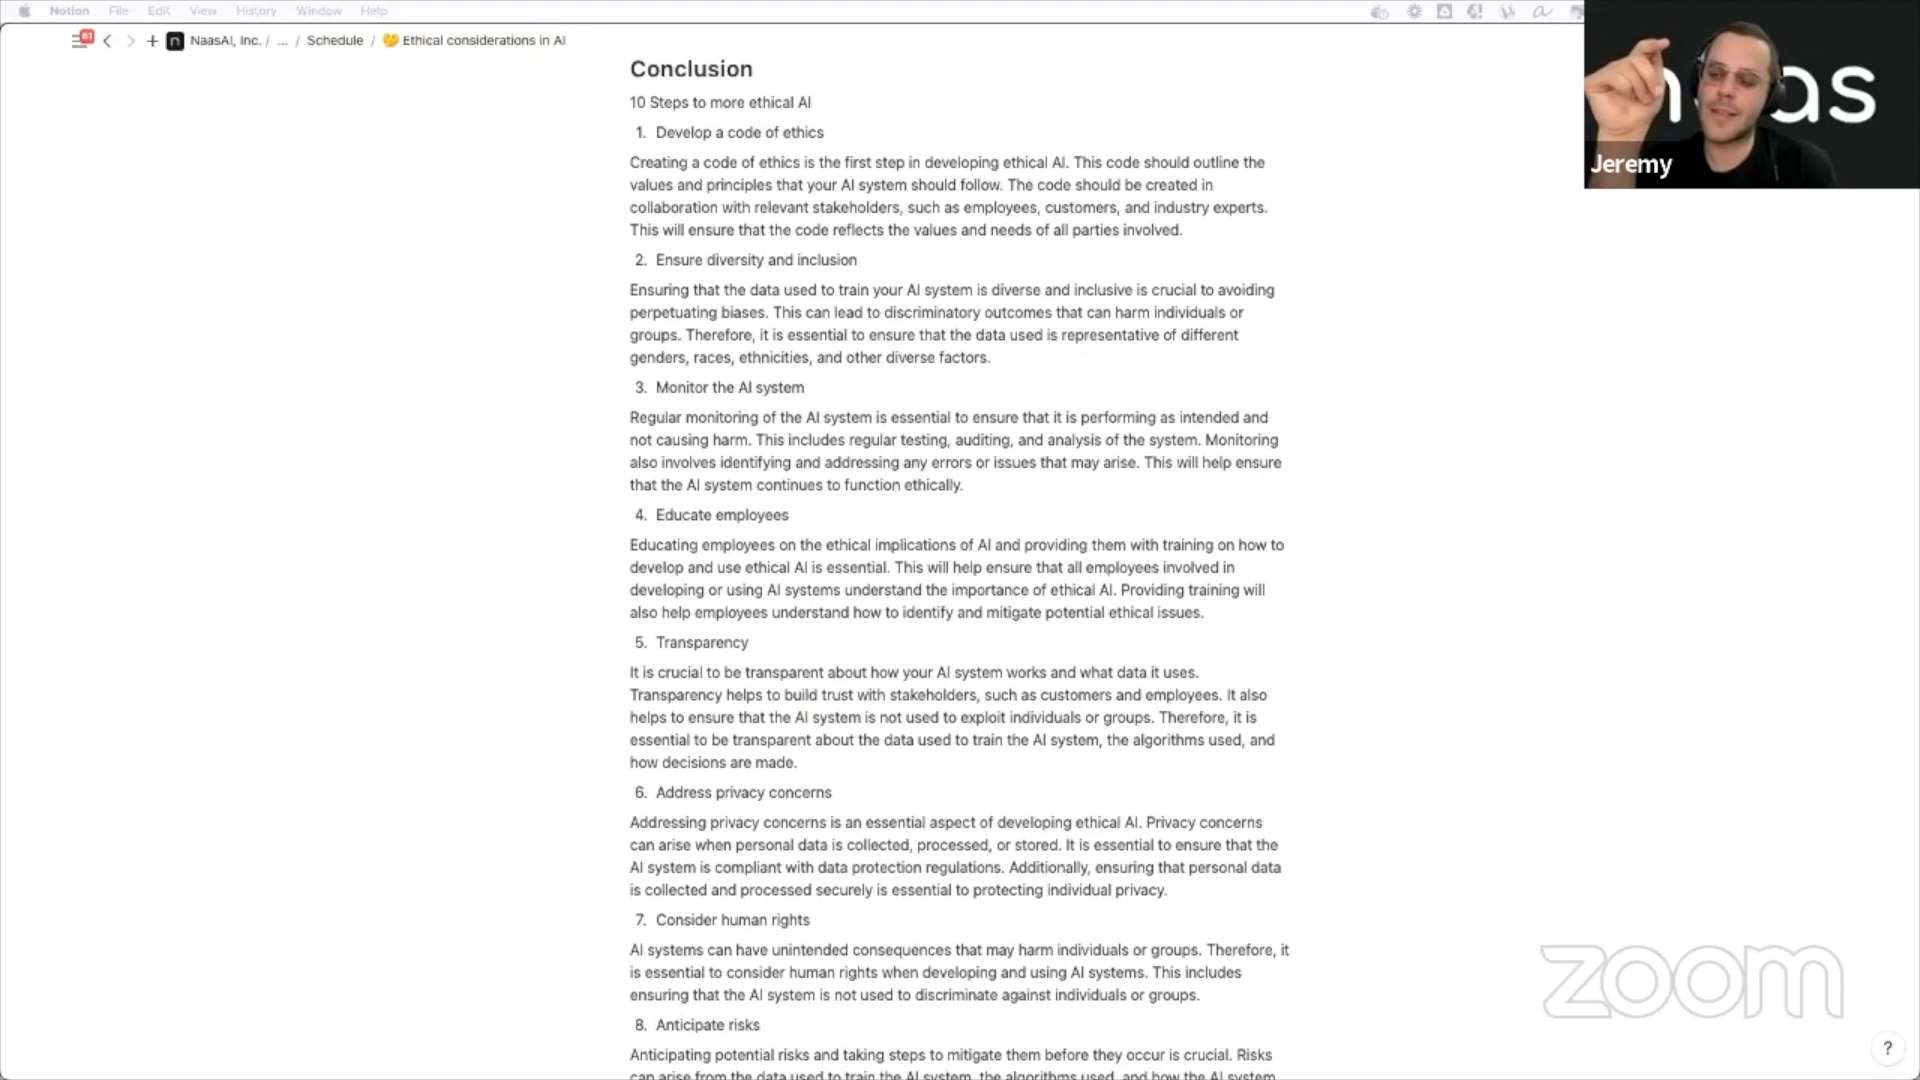 Notion File Edit View History Window Help
61
n NaasAI, Inc. / ... / Schedule / 🤔 Ethical considerations in AI
Conclusion
10 Steps to more ethical AI
1. Develop a code of ethics
Creating a code of ethics is the first step in developing ethical AI. This code should outline the
values and principles that your AI system should follow. The code should be created in
collaboration with relevant stakeholders, such as employees, customers, and industry experts.
This will ensure that the code reflects the values and needs of all parties involved.
2. Ensure diversity and inclusion
Ensuring that the data used to train your AI system is diverse and inclusive is crucial to avoiding
perpetuating biases. This can lead to discriminatory outcomes that can harm individuals or
groups. Therefore, it is essential to ensure that the data used is representative of different
genders, races, ethnicities, and other diverse factors.
3. Monitor the AI system
Regular monitoring of the AI system is essential to ensure that it is performing as intended and
not causing harm. This includes regular testing, auditing, and analysis of the system. Monitoring
also involves identifying and addressing any errors or issues that may arise. This will help ensure
that the AI system continues to function ethically.
4. Educate employees
Educating employees on the ethical implications of AI and providing them with training on how to
develop and use ethical AI is essential. This will help ensure that all employees involved in
developing or using AI systems understand the importance of ethical AI. Providing training will
also help employees understand how to identify and mitigate potential ethical issues.
5. Transparency
It is crucial to be transparent about how your AI system works and what data it uses.
Transparency helps to build trust with stakeholders, such as customers and employees. It also
helps to ensure that the AI system is not used to exploit individuals or groups. Therefore, it is
essential to be transparent about the data used to train the AI system, the algorithms used, and
how decisions are made.
6. Address privacy concerns
Addressing privacy concerns is an essential aspect of developing ethical AI. Privacy concerns
can arise when personal data is collected, processed, or stored. It is essential to ensure that the
AI system is compliant with data protection regulations. Additionally, ensuring that personal data
is collected and processed securely is essential to protecting individual privacy.
7. Consider human rights
AI systems can have unintended consequences that may harm individuals or groups. Therefore, it
is essential to consider human rights when developing and using AI systems. This includes
ensuring that the AI system is not used to discriminate against individuals or groups.
8. Anticipate risks
Anticipating potential risks and taking steps to mitigate them before they occur is crucial. Risks
can arise from the data used to train the AI system, the algorithms used, and how the AI system
as
Jeremy
zoom
?